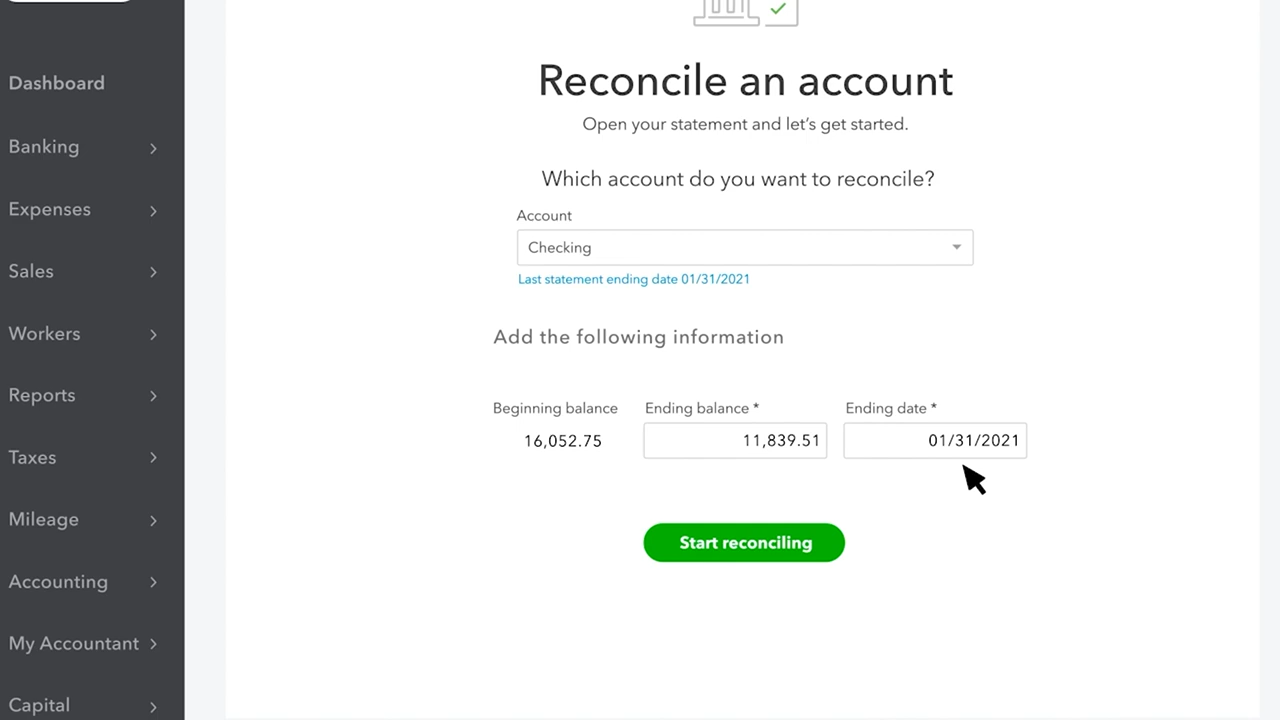 Dashboard
Banking
Expenses
Sales
Workers
Reports
Taxes
Mileage
Accounting
My Accountant
Capital
Reconcile an account
Open your statement and let’s get started.
Which account do you want to reconcile?
Account
Checking
Last statement ending date 01/31/2021
Add the following information
Beginning balance Ending balance * Ending date *
16,052.75 11,839.51 01/31/2021
Start reconciling